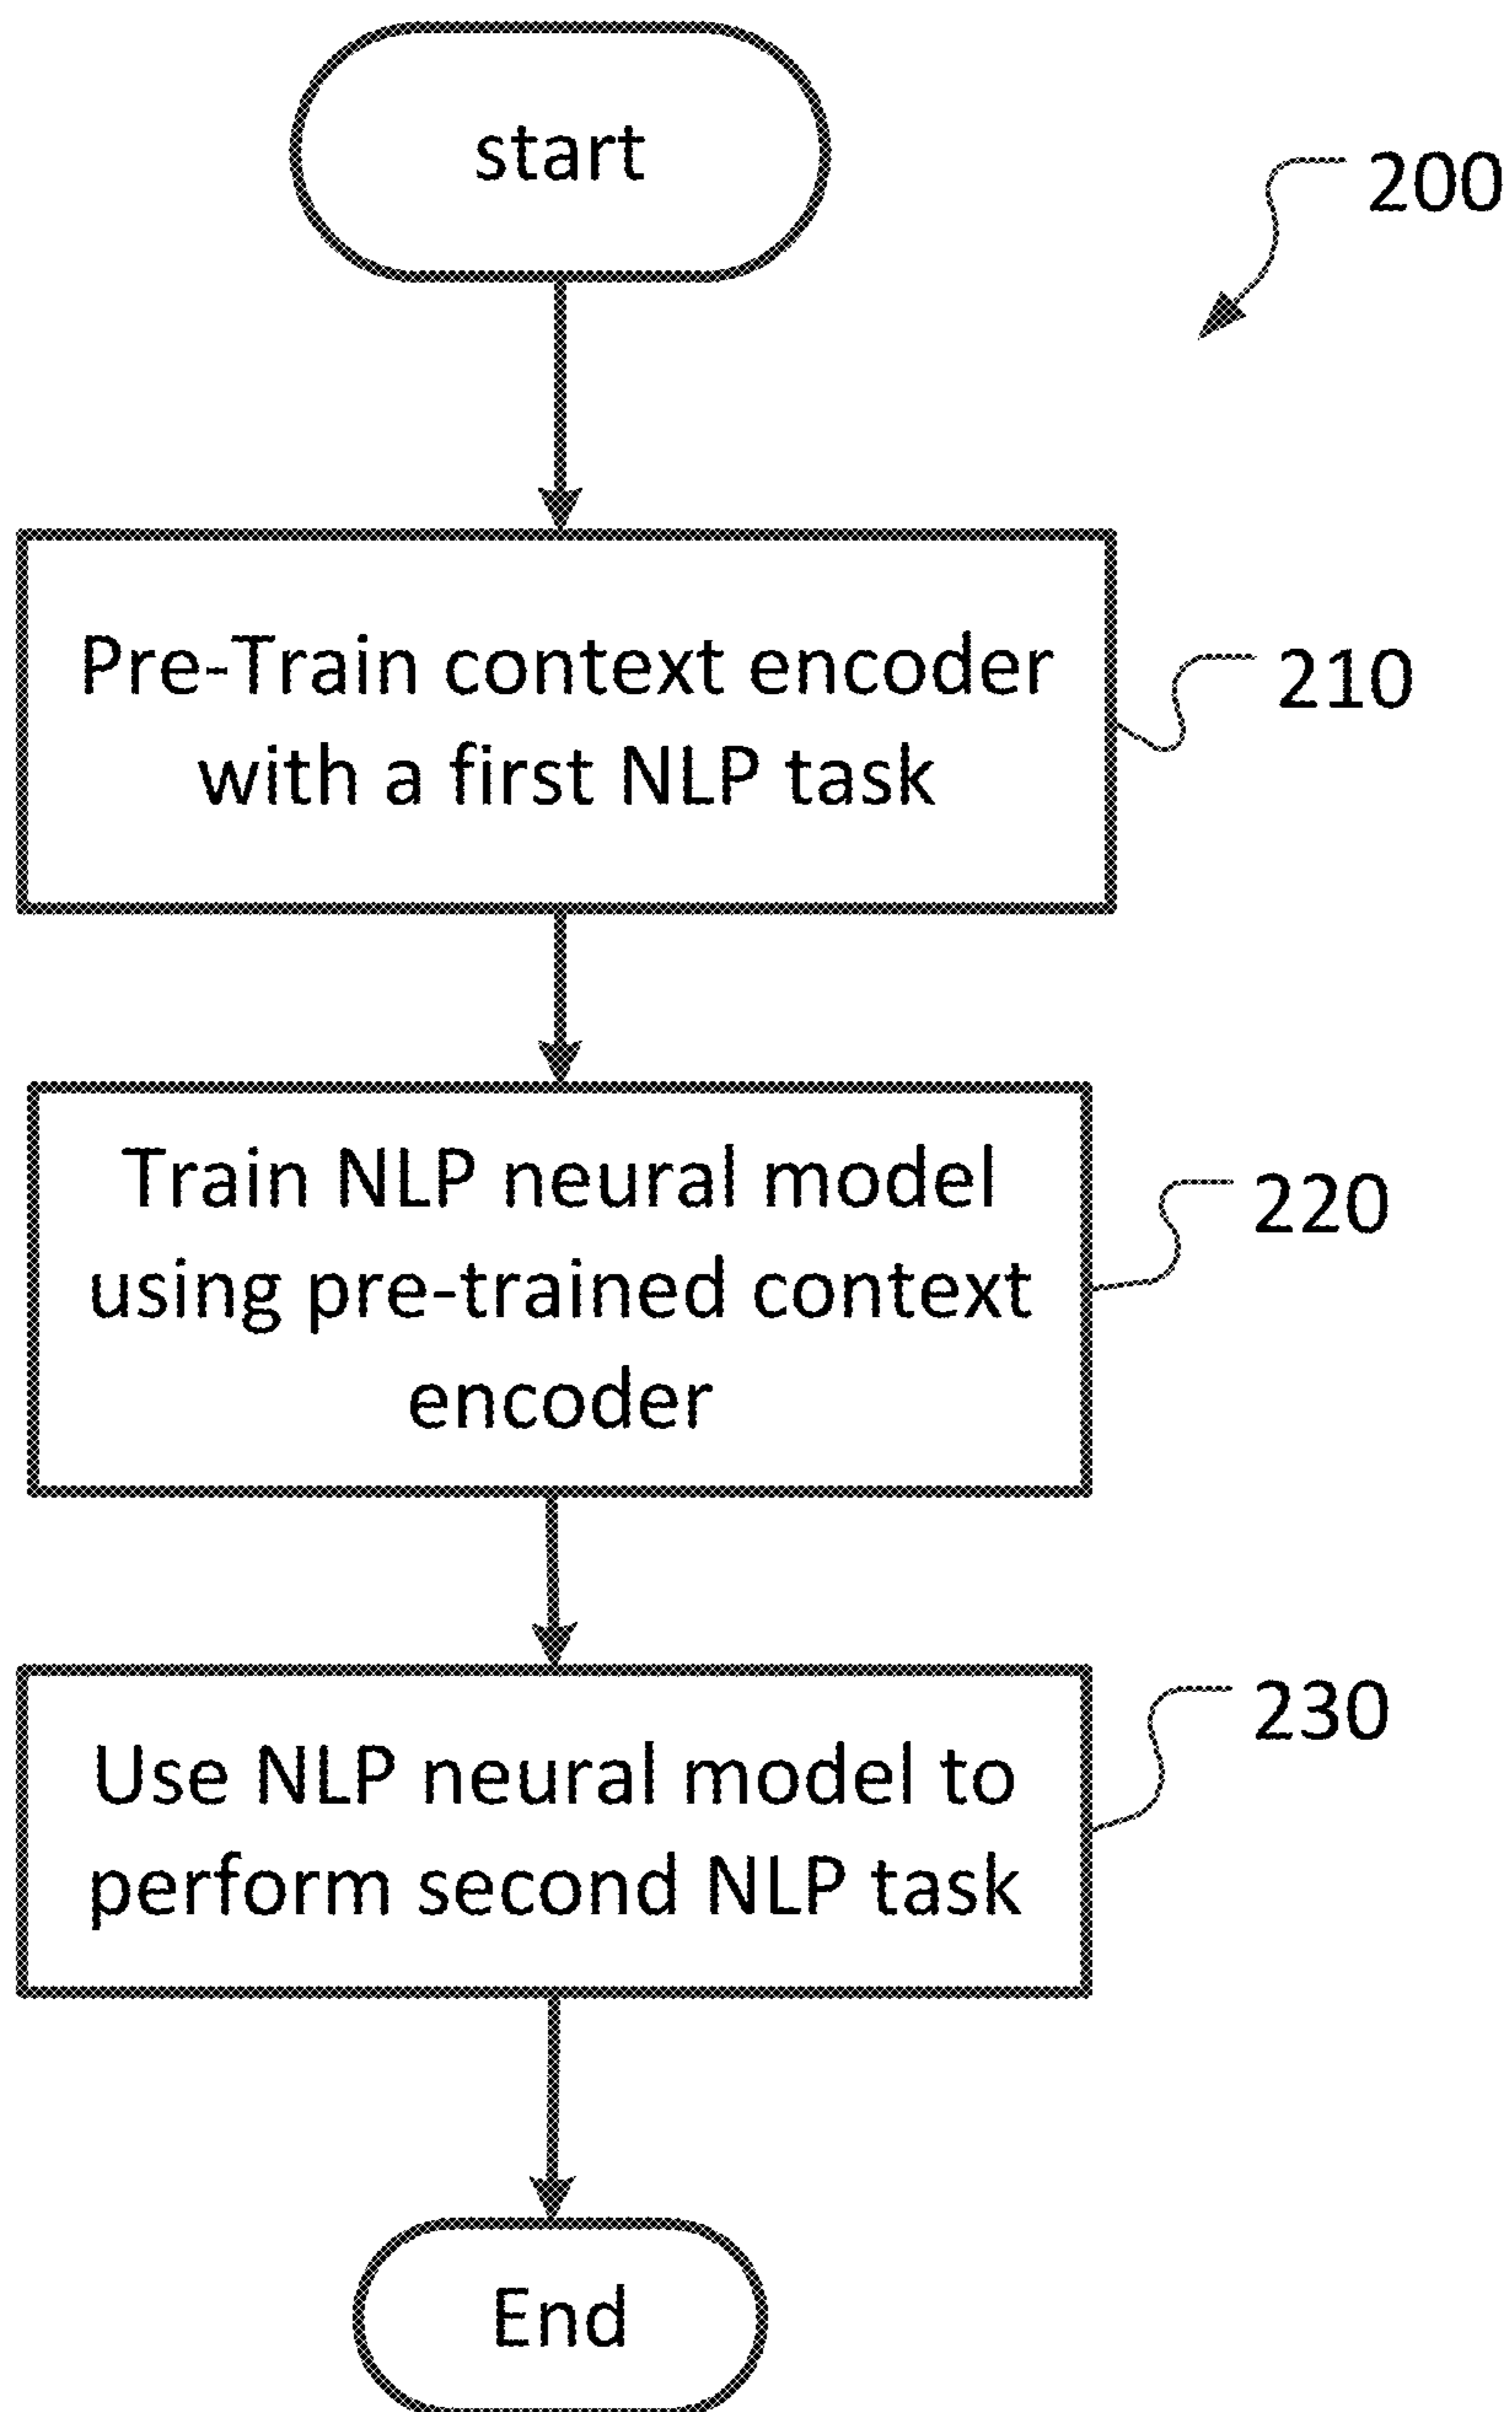 start
200
Pre-Train context encoder
with a first NLP task
210
Train NLP neural model
using pre-trained context
encoder
220
Use NLP neural model to
perform second NLP task
230
End